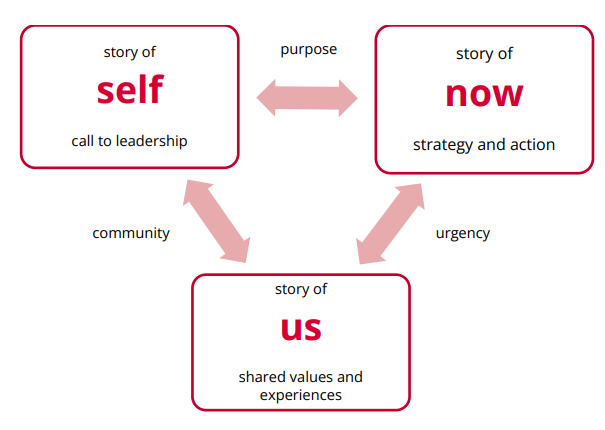 story of
self
call to leadership
purpose
story of
now
strategy and action
community
urgency
story of
us
shared values and
experiences